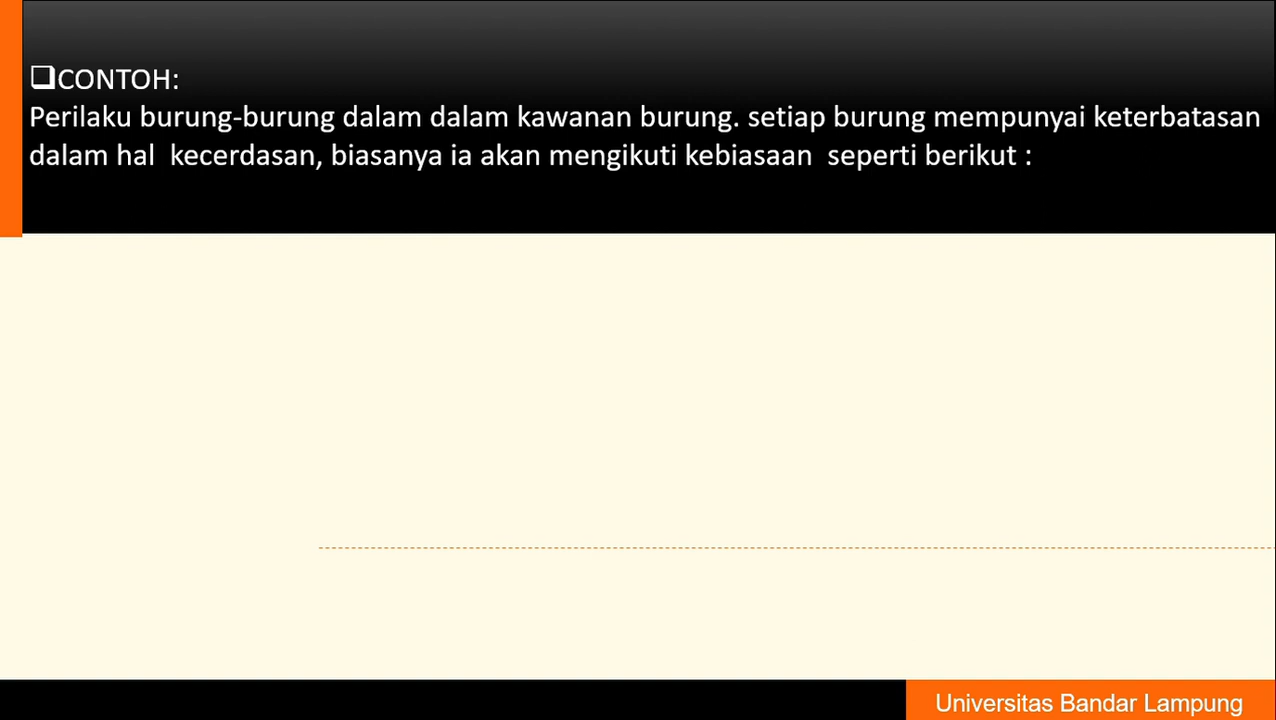 ❑CONTOH:
Perilaku burung-burung dalam dalam kawanan burung. setiap burung mempunyai keterbatasan
dalam hal  kecerdasan, biasanya ia akan mengikuti kebiasaan  seperti berikut :
Universitas Bandar Lampung